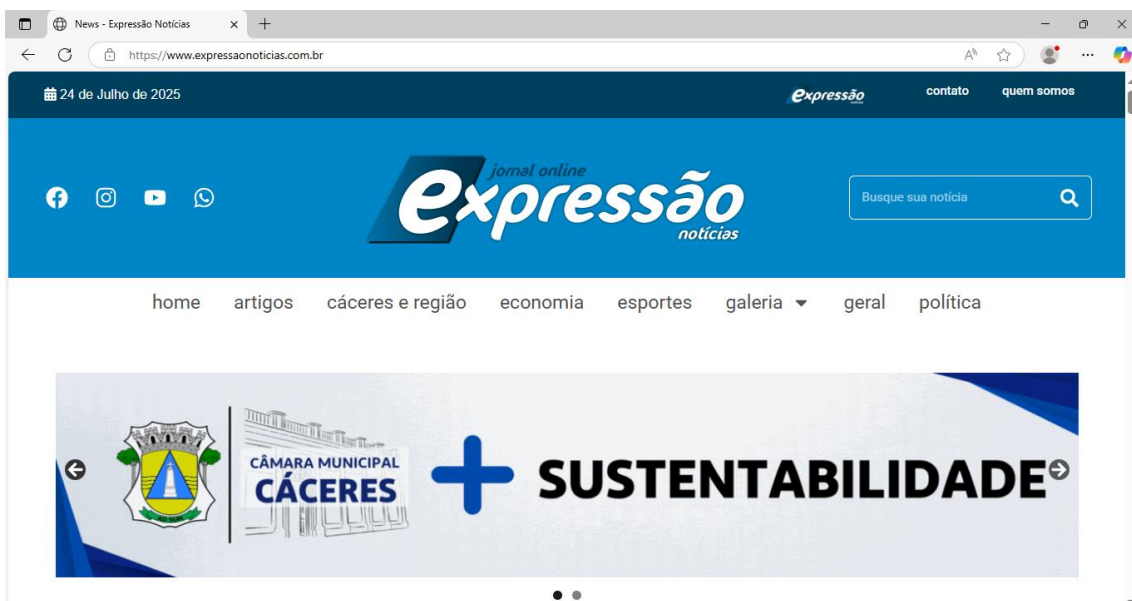 News - Expressão Notícias
https://www.expressaonoticias.com.br
24 de Julho de 2025
expressão
contato
quem somos
jornal online
expressão
notícias
Busque sua notícia
home artigos cáceres e região economia esportes galeria geral política
CÂMARA MUNICIPAL
CÁCERES
+ SUSTENTABILIDADE